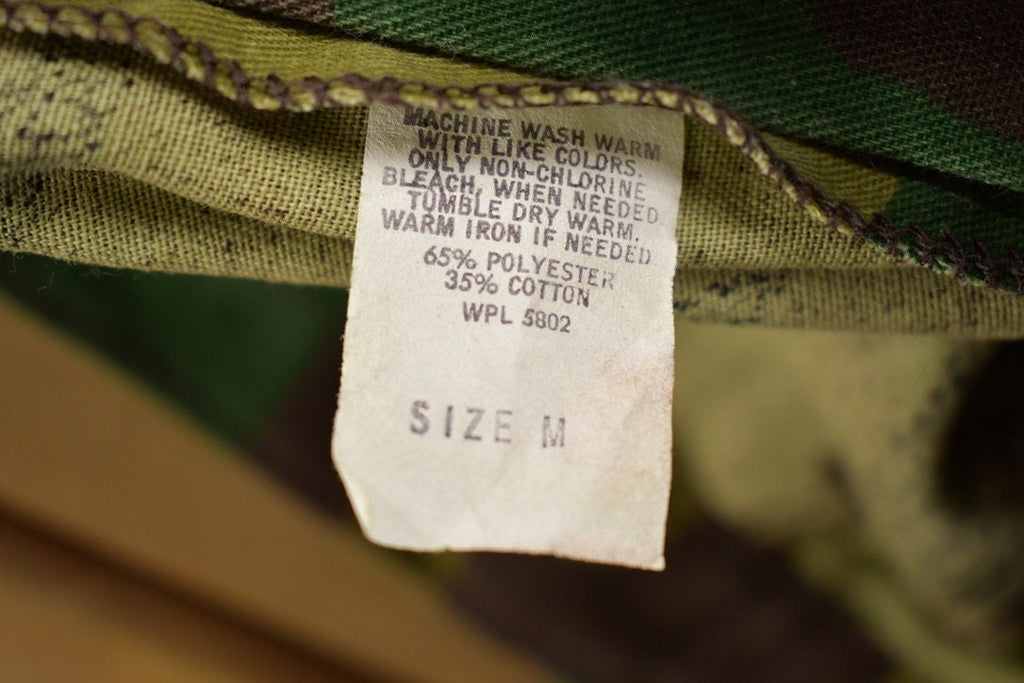 MACHINE WASH WARM
WITH LIKE COLORS.
ONLY NON-CHLORINE
BLEACH, WHEN NEEDED
TUMBLE DRY WARM.
WARM IRON IF NEEDED
65% POLYESTER
35% COTTON
WPL 5802
SIZE M